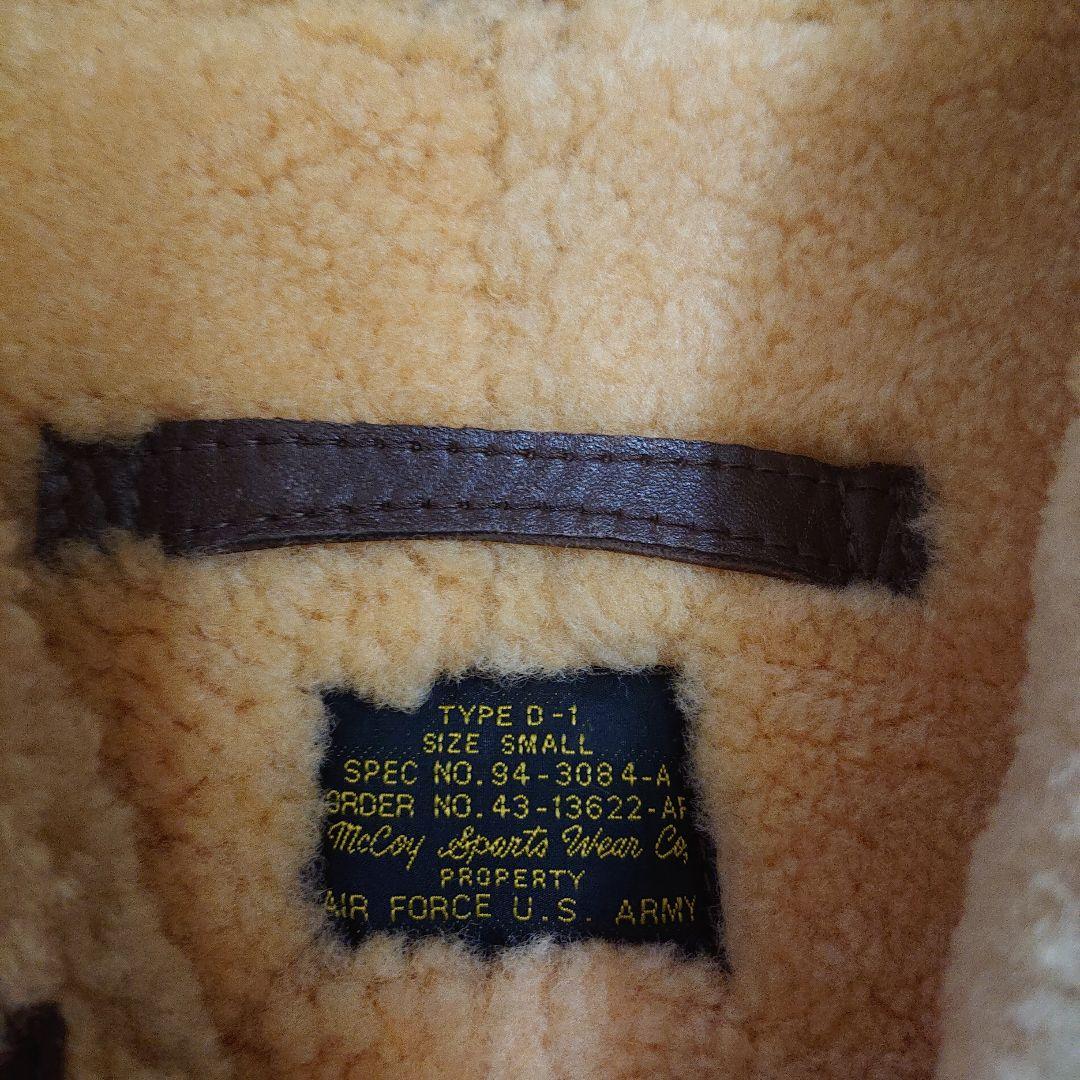 TYPE D-1
SIZE SMALL
SPEC NO.94-3084-A
ORDER NO.43-13622-AF
McCoy Sports Wear Co,
PROPERTY
AIR FORCE U.S. ARMY